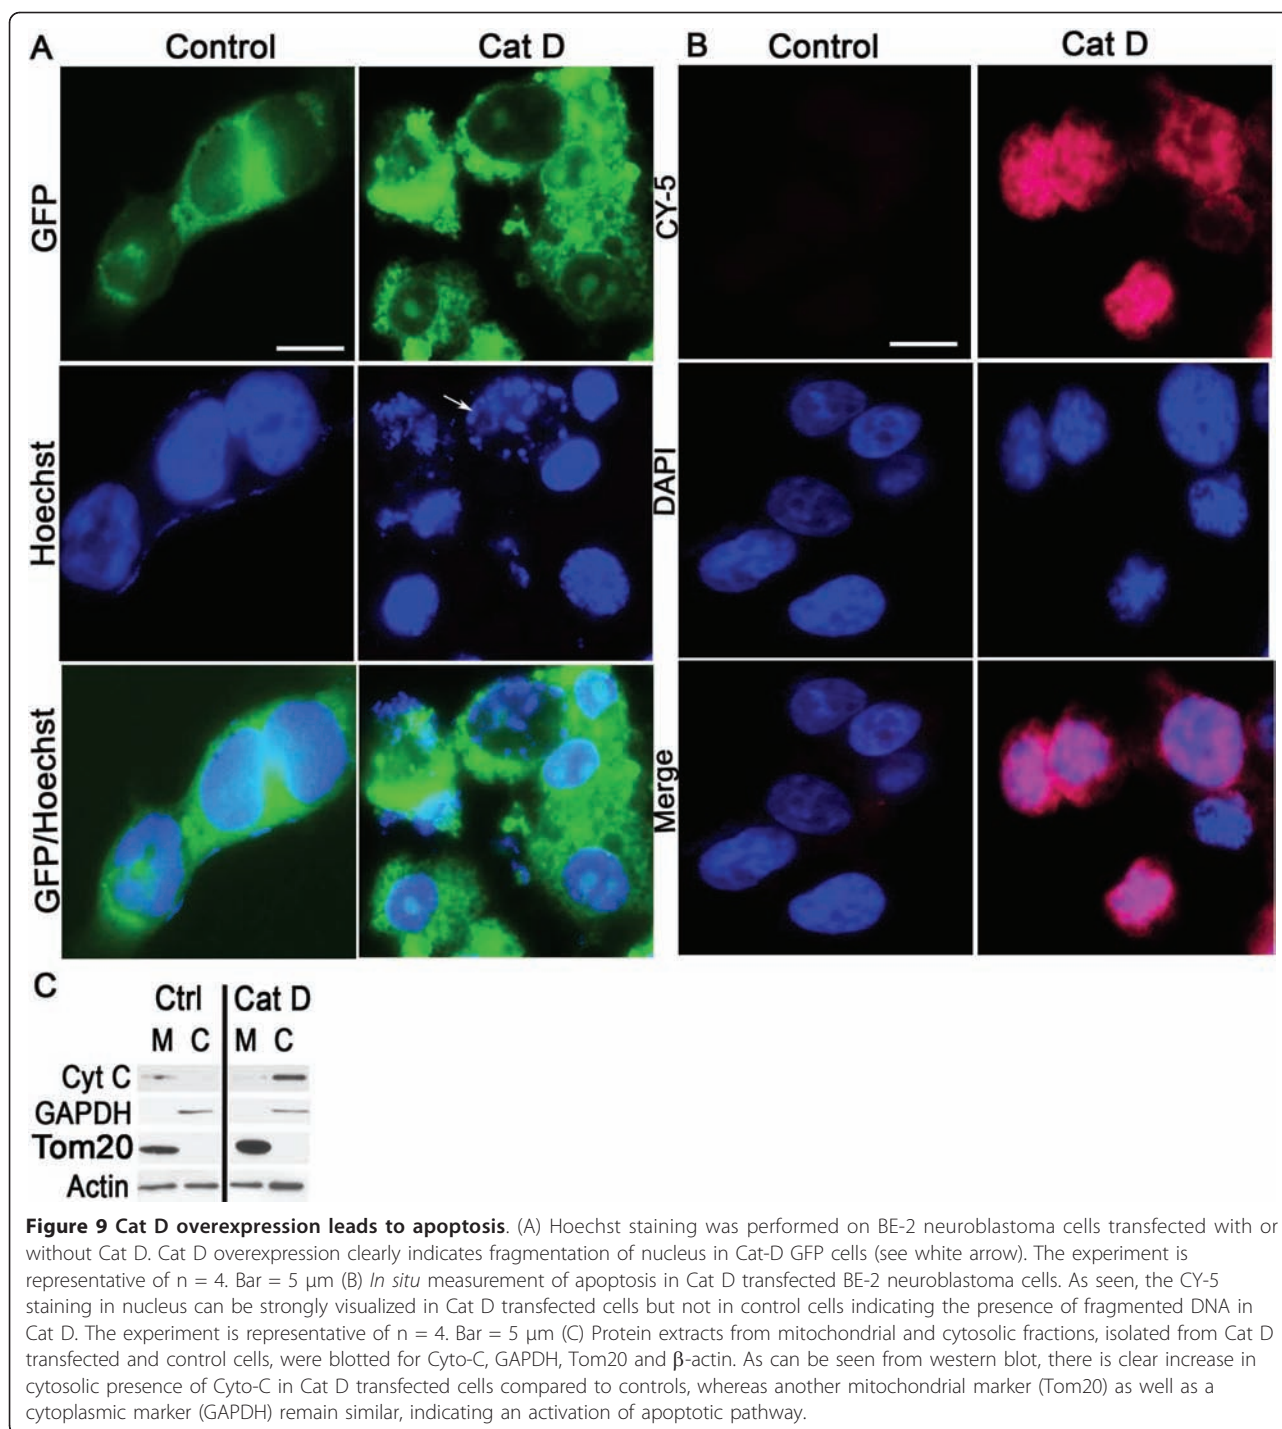 A Control Cat D B Control Cat D
GFP
CY-5
Hoechst
DAPI
GFP/Hoechst
Merge
C
Ctrl Cat D
M C M C
Cyt C
GAPDH
Tom20
Actin
Figure 9 Cat D overexpression leads to apoptosis. (A) Hoechst staining was performed on BE-2 neuroblastoma cells transfected with or
without Cat D. Cat D overexpression clearly indicates fragmentation of nucleus in Cat-D GFP cells (see white arrow). The experiment is
representative of n = 4. Bar = 5 μm (B) In situ measurement of apoptosis in Cat D transfected BE-2 neuroblastoma cells. As seen, the CY-5
staining in nucleus can be strongly visualized in Cat D transfected cells but not in control cells indicating the presence of fragmented DNA in
Cat D. The experiment is representative of n = 4. Bar = 5 μm (C) Protein extracts from mitochondrial and cytosolic fractions, isolated from Cat D
transfected and control cells, were blotted for Cyto-C, GAPDH, Tom20 and β-actin. As can be seen from western blot, there is clear increase in
cytosolic presence of Cyto-C in Cat D transfected cells compared to controls, whereas another mitochondrial marker (Tom20) as well as a
cytoplasmic marker (GAPDH) remain similar, indicating an activation of apoptotic pathway.